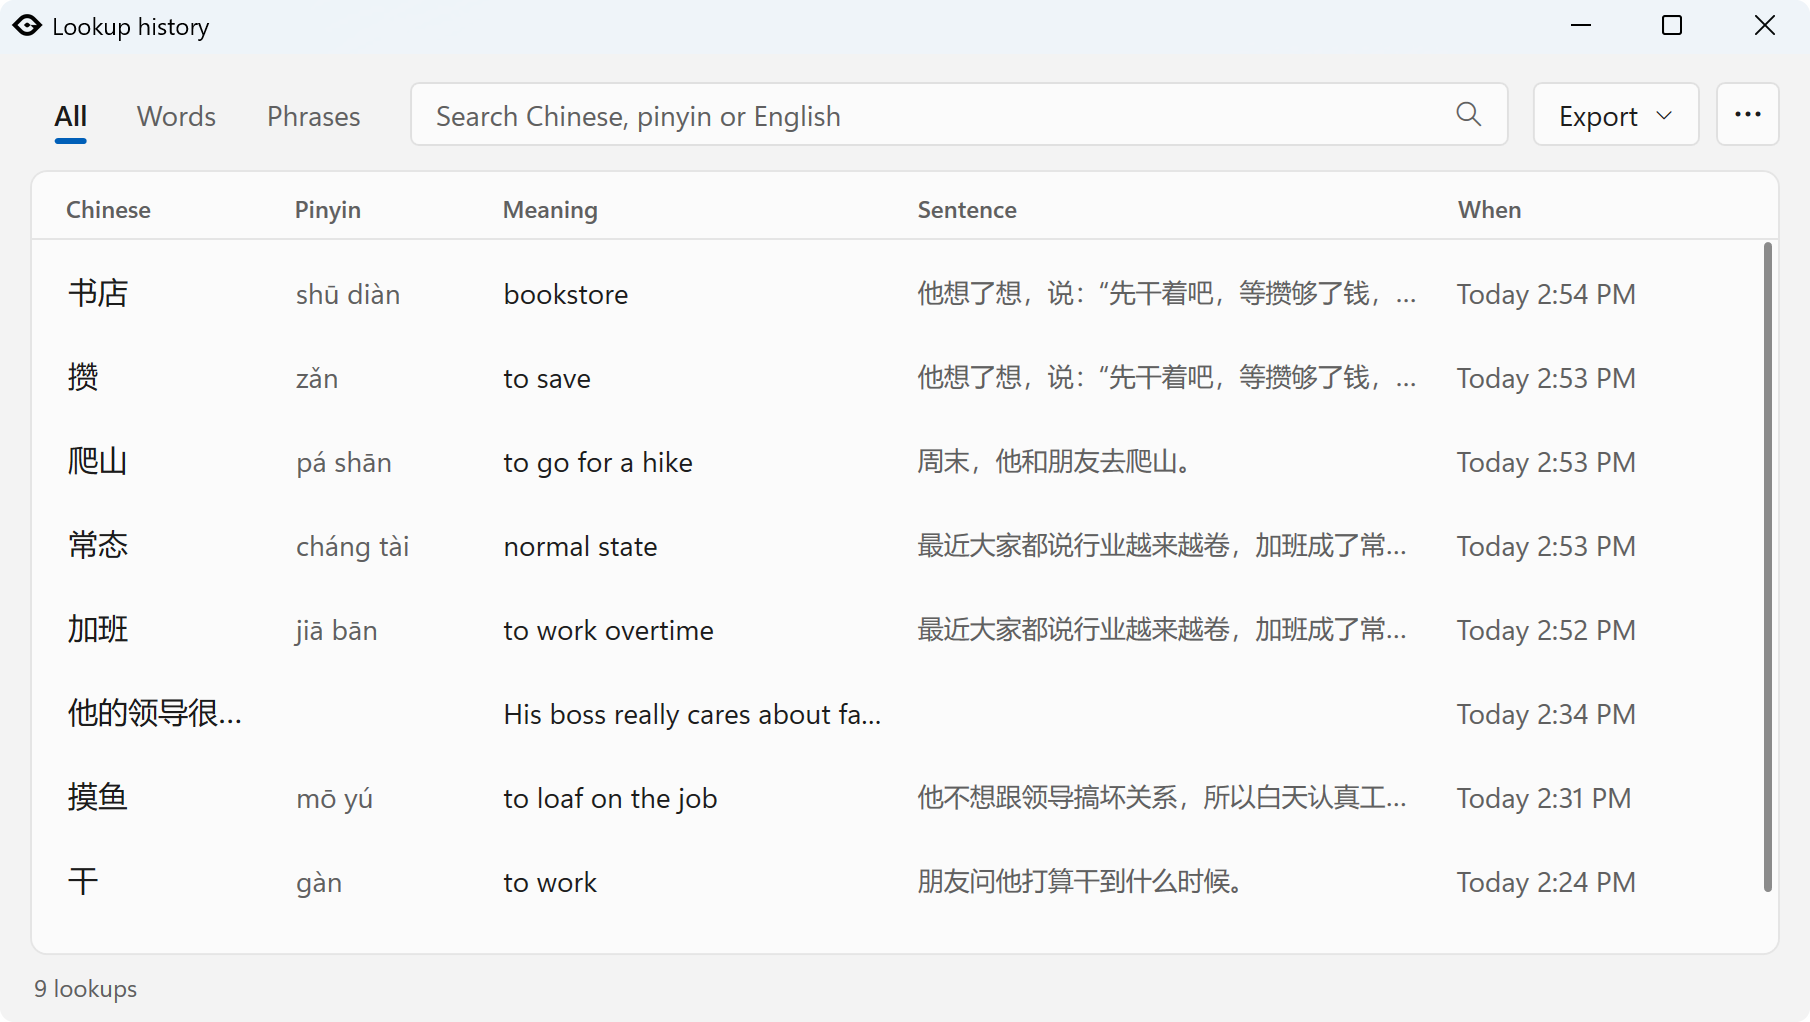 Lookup history
All Words Phrases Search Chinese, pinyin or English Export
Chinese Pinyin Meaning Sentence When
书店 shū diàn bookstore 他想了想，说：“先干着吧，等攒够了钱，... Today 2:54 PM
攒 zǎn to save 他想了想，说：“先干着吧，等攒够了钱，... Today 2:53 PM
爬山 pá shān to go for a hike 周末，他和朋友去爬山。 Today 2:53 PM
常态 cháng tài normal state 最近大家都说行业越来越卷，加班成了常... Today 2:53 PM
加班 jiā bān to work overtime 最近大家都说行业越来越卷，加班成了常... Today 2:52 PM
他的领导很... His boss really cares about fa... Today 2:34 PM
摸鱼 mō yú to loaf on the job 他不想跟领导搞坏关系，所以白天认真工... Today 2:31 PM
干 gàn to work 朋友问他打算干到什么时候。 Today 2:24 PM
9 lookups